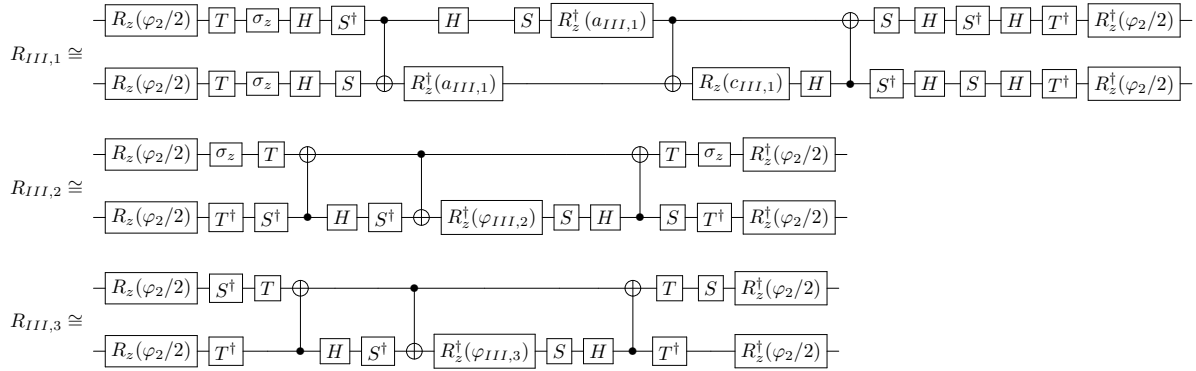 R_z(φ_2/2) T σ_z H S† H S R_z†(a_{III,1}) S H S† H T† R_z†(φ_2/2)
R_{III,1} ≅
R_z(φ_2/2) T σ_z H S R_z†(a_{III,1}) R_z(c_{III,1}) H S† H S H T† R_z†(φ_2/2)
R_z(φ_2/2) σ_z T T σ_z R_z†(φ_2/2)
R_{III,2} ≅
R_z(φ_2/2) T† S† H S† R_z†(φ_{III,2}) S H S T† R_z†(φ_2/2)
R_z(φ_2/2) S† T T S R_z†(φ_2/2)
R_{III,3} ≅
R_z(φ_2/2) T† H S† R_z†(φ_{III,3}) S H T† R_z†(φ_2/2)